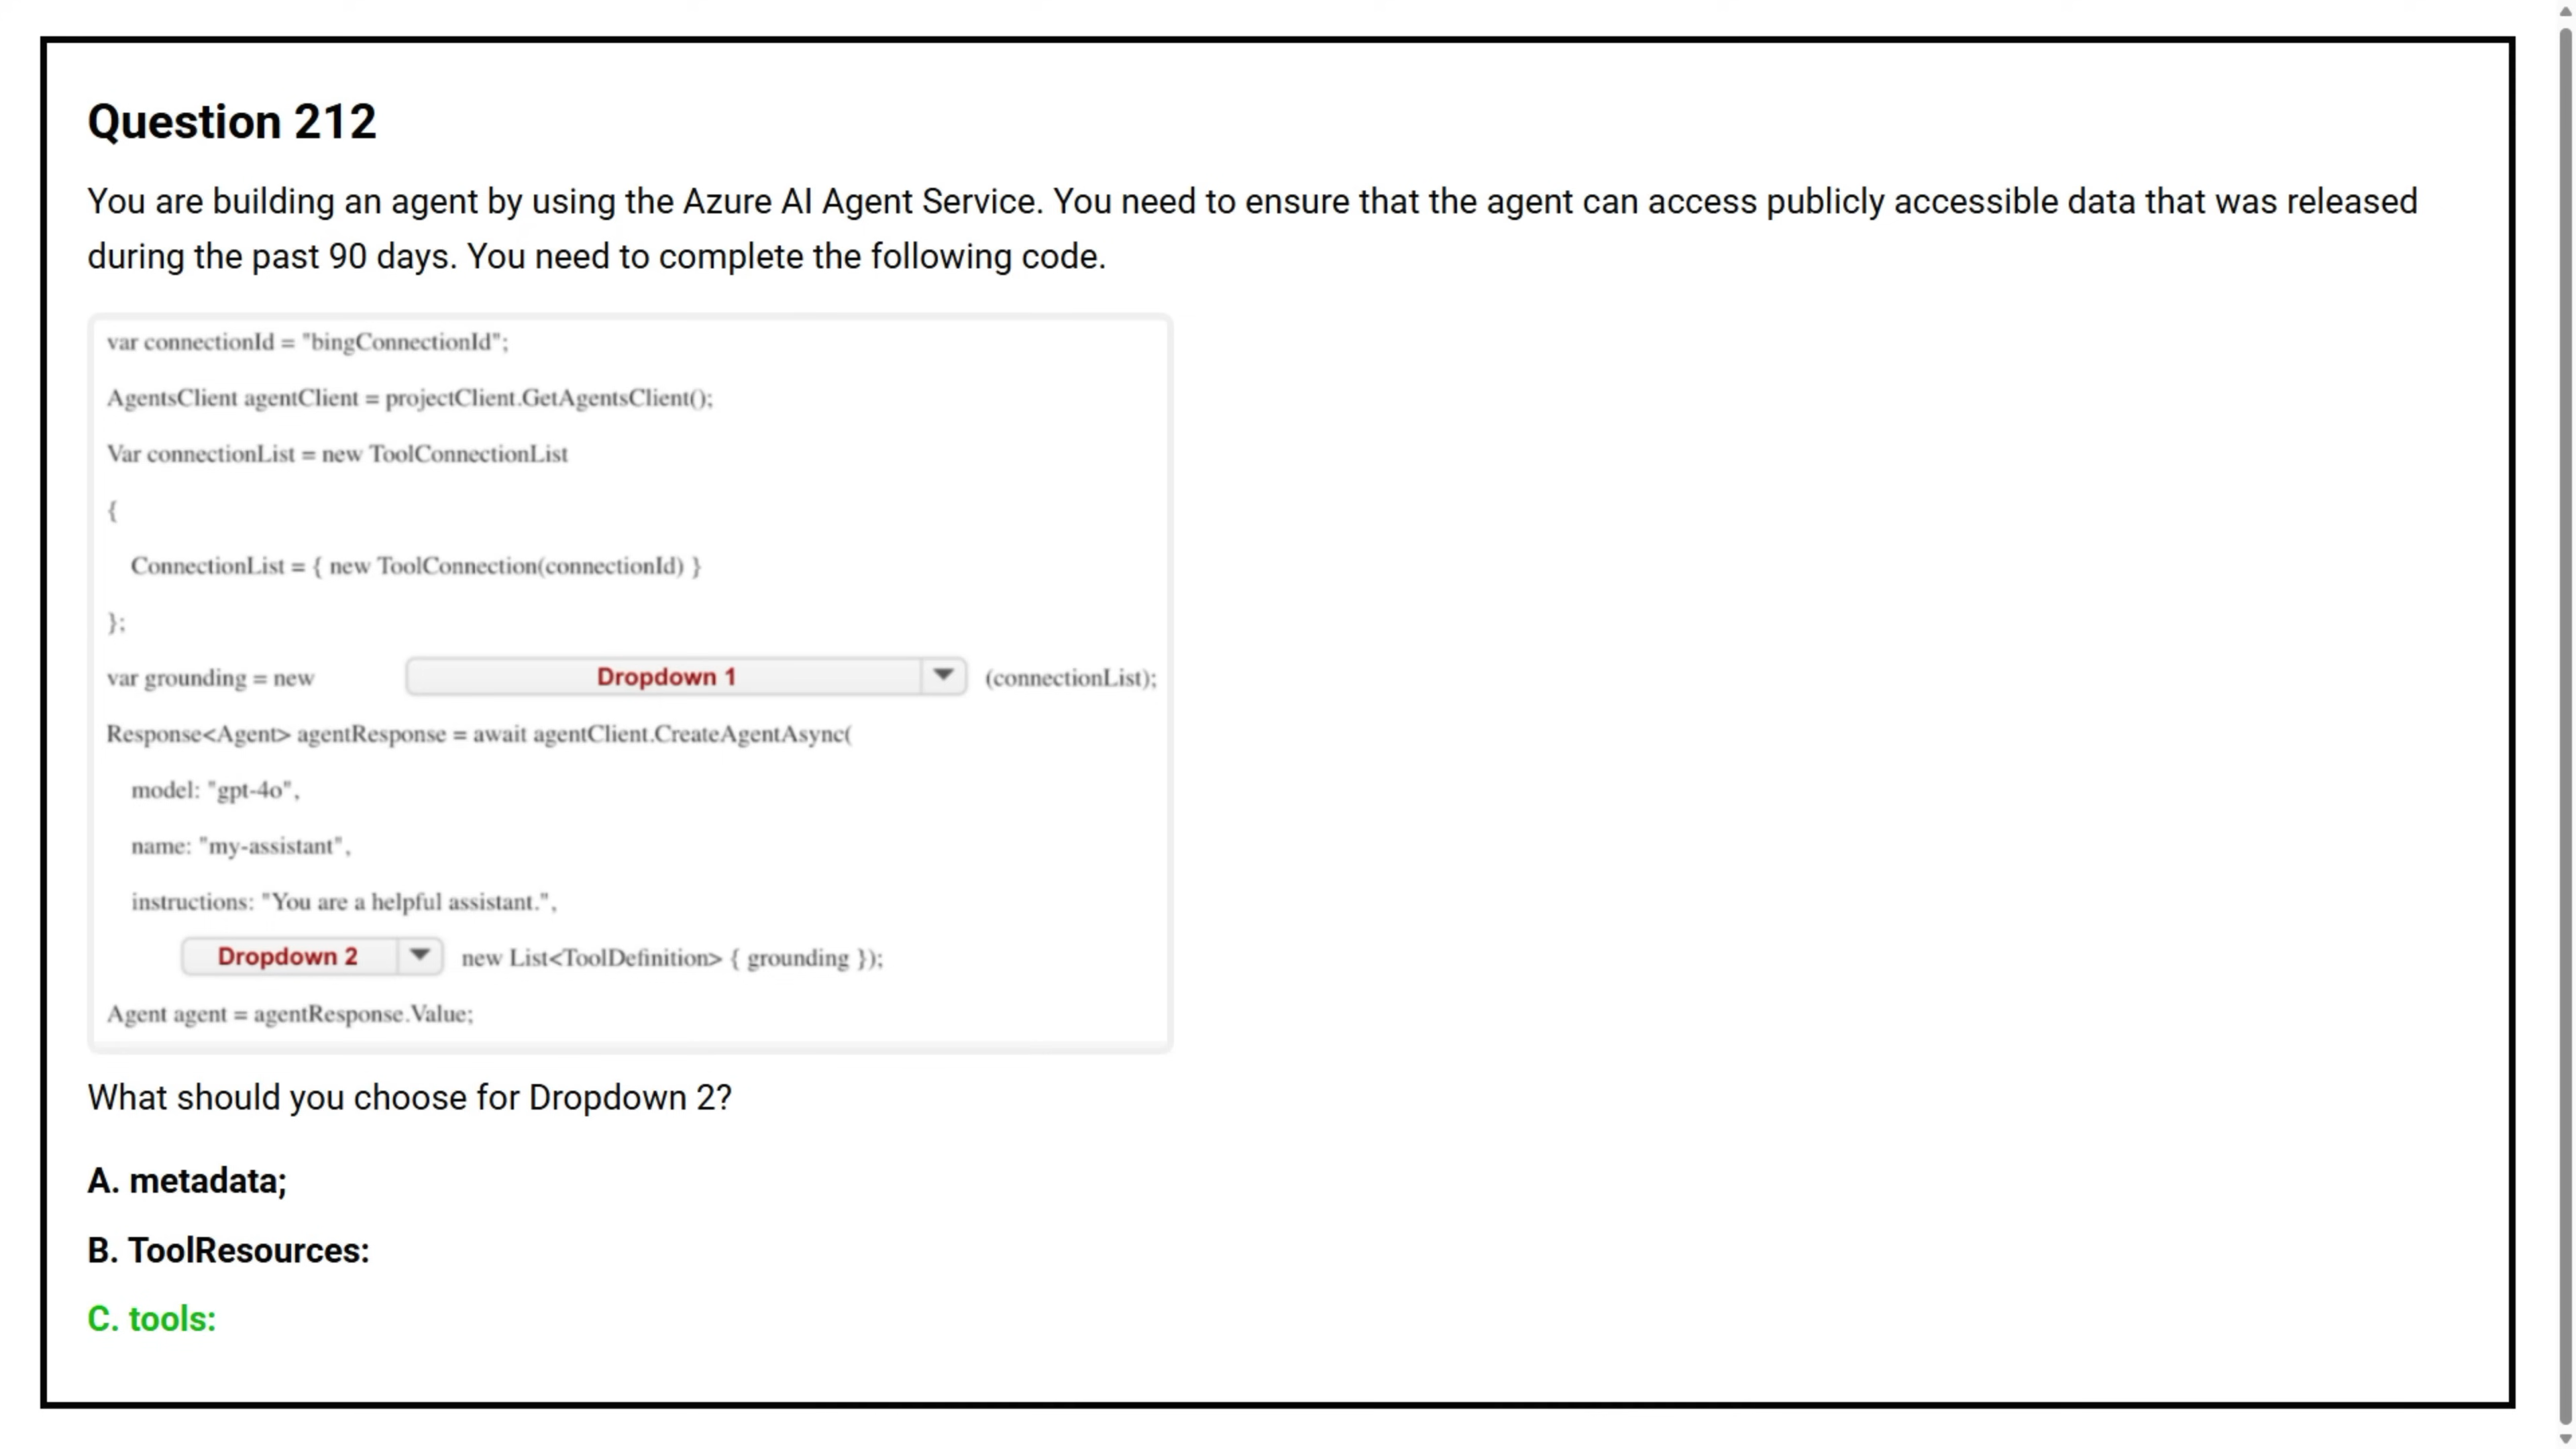 Question 212
You are building an agent by using the Azure AI Agent Service. You need to ensure that the agent can access publicly accessible data that was released
during the past 90 days. You need to complete the following code.
var connectionId = "bingConnectionId";
AgentsClient agentClient = projectClient.GetAgentsClient();
Var connectionList = new ToolConnectionList
{
ConnectionList = { new ToolConnection(connectionId) }
};
var grounding = new Dropdown 1 (connectionList);
Response<Agent> agentResponse = await agentClient.CreateAgentAsync(
model: "gpt-4o",
name: "my-assistant",
instructions: "You are a helpful assistant.",
Dropdown 2 new List<ToolDefinition> { grounding });
Agent agent = agentResponse.Value;
What should you choose for Dropdown 2?
A. metadata;
B. ToolResources:
C. tools: